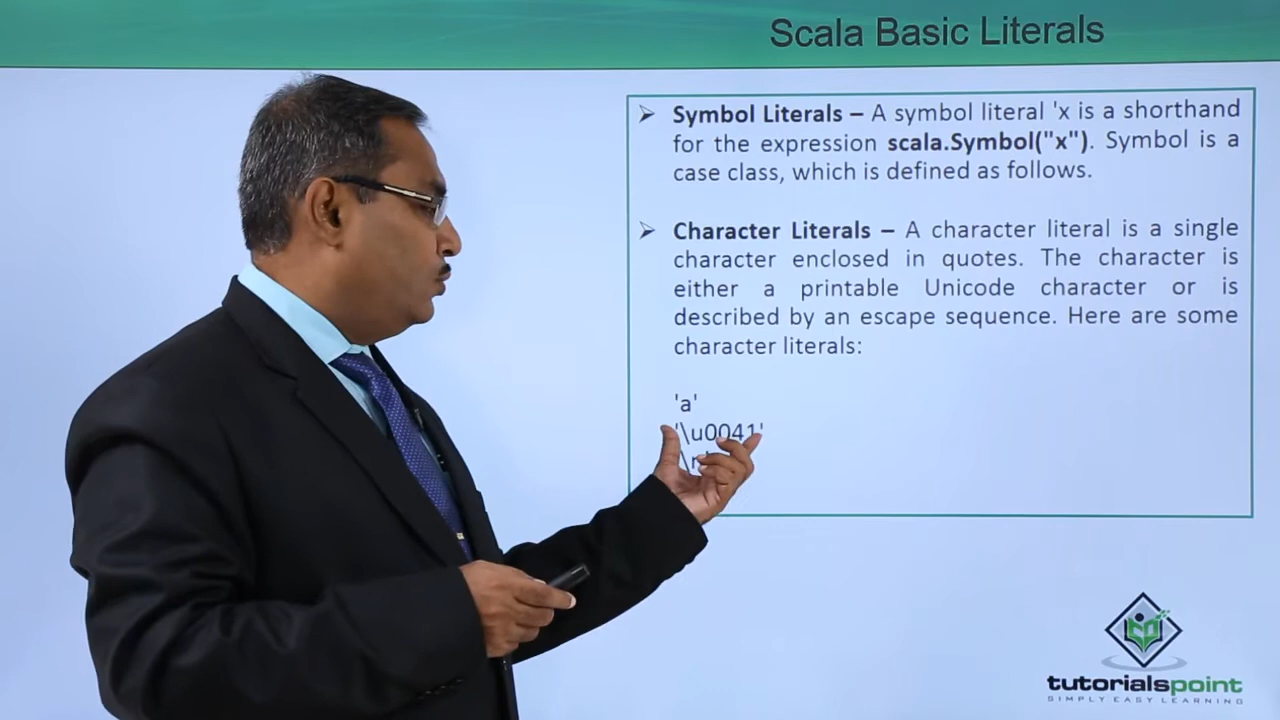 Scala Basic Literals
Symbol Literals – A symbol literal 'x is a shorthand
for the expression scala.Symbol("x"). Symbol is a
case class, which is defined as follows.
Character Literals – A character literal is a single
character enclosed in quotes. The character is
either a printable Unicode character or is
described by an escape sequence. Here are some
character literals:
'a'
'\u0041'
tutorialspoint
SIMPLY EASY LEARNING